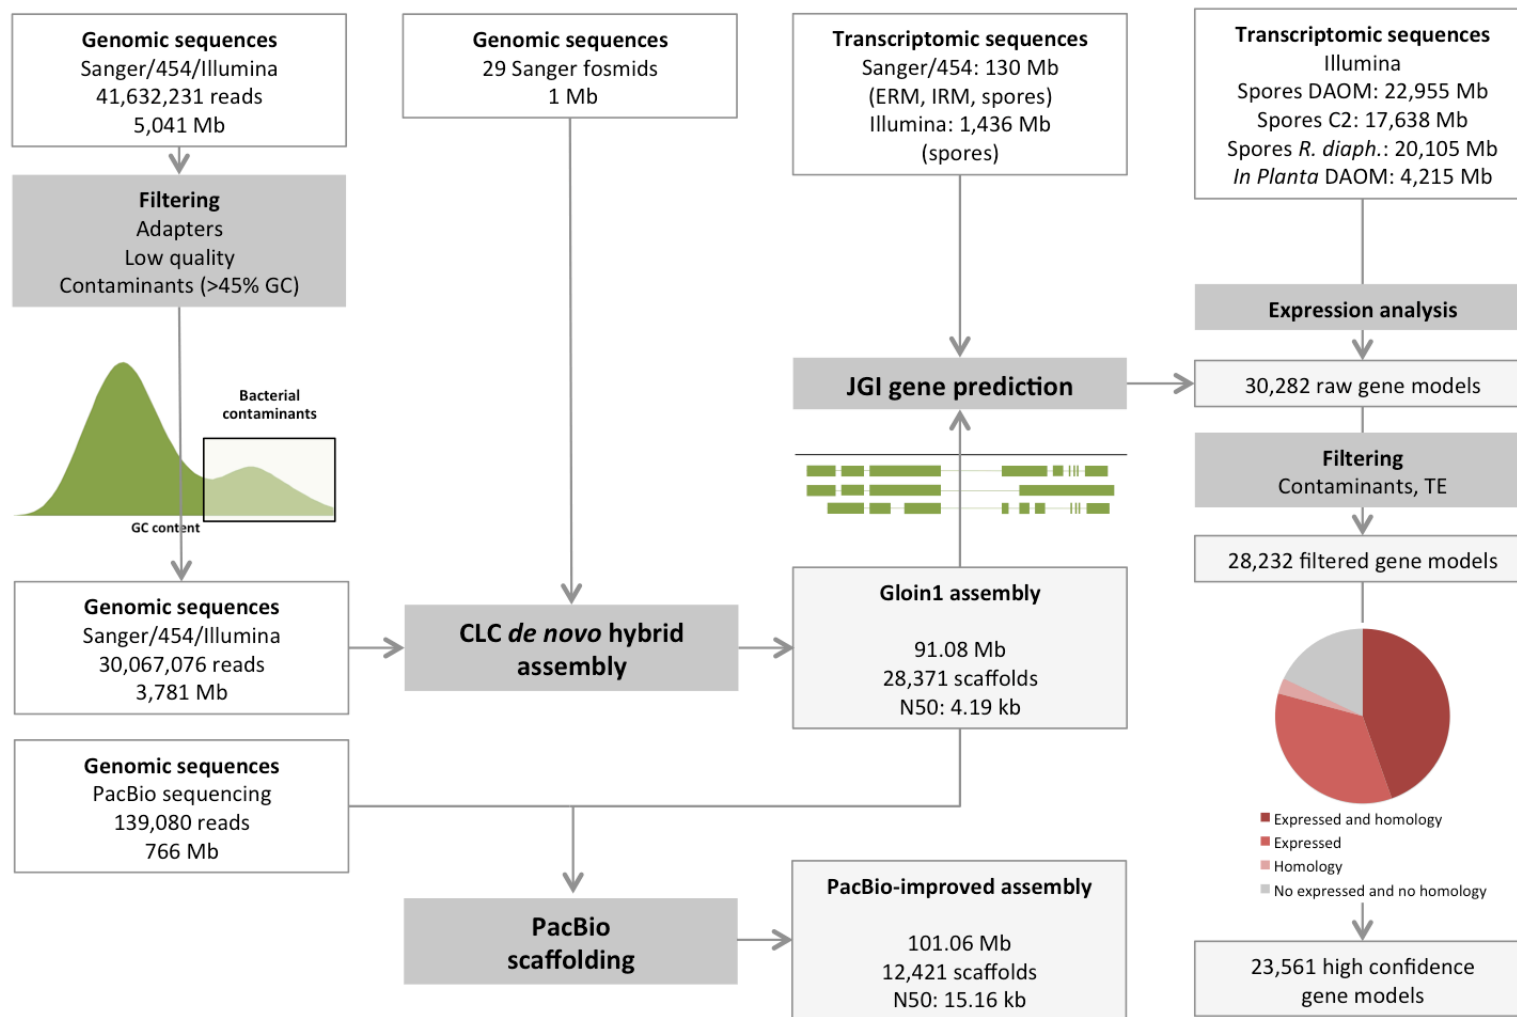 Genomic sequences
Sanger/454/Illumina
41,632,231 reads
5,041 Mb
Filtering
Adapters
Low quality
Contaminants (>45% GC)
Bacterial
contaminants
GC content
Genomic sequences
Sanger/454/Illumina
30,067,076 reads
3,781 Mb
Genomic sequences
PacBio sequencing
139,080 reads
766 Mb
Genomic sequences
29 Sanger fosmids
1 Mb
CLC de novo hybrid
assembly
PacBio
scaffolding
Transcriptomic sequences
Sanger/454: 130 Mb
(ERM, IRM, spores)
Illumina: 1,436 Mb
(spores)
JGI gene prediction
Gloin1 assembly
91.08 Mb
28,371 scaffolds
N50: 4.19 kb
PacBio-improved assembly
101.06 Mb
12,421 scaffolds
N50: 15.16 kb
Transcriptomic sequences
Illumina
Spores DAOM: 22,955 Mb
Spores C2: 17,638 Mb
Spores R. diaph.: 20,105 Mb
In Planta DAOM: 4,215 Mb
Expression analysis
30,282 raw gene models
Filtering
Contaminants, TE
28,232 filtered gene models
Expressed and homology
Expressed
Homology
No expressed and no homology
23,561 high confidence
gene models